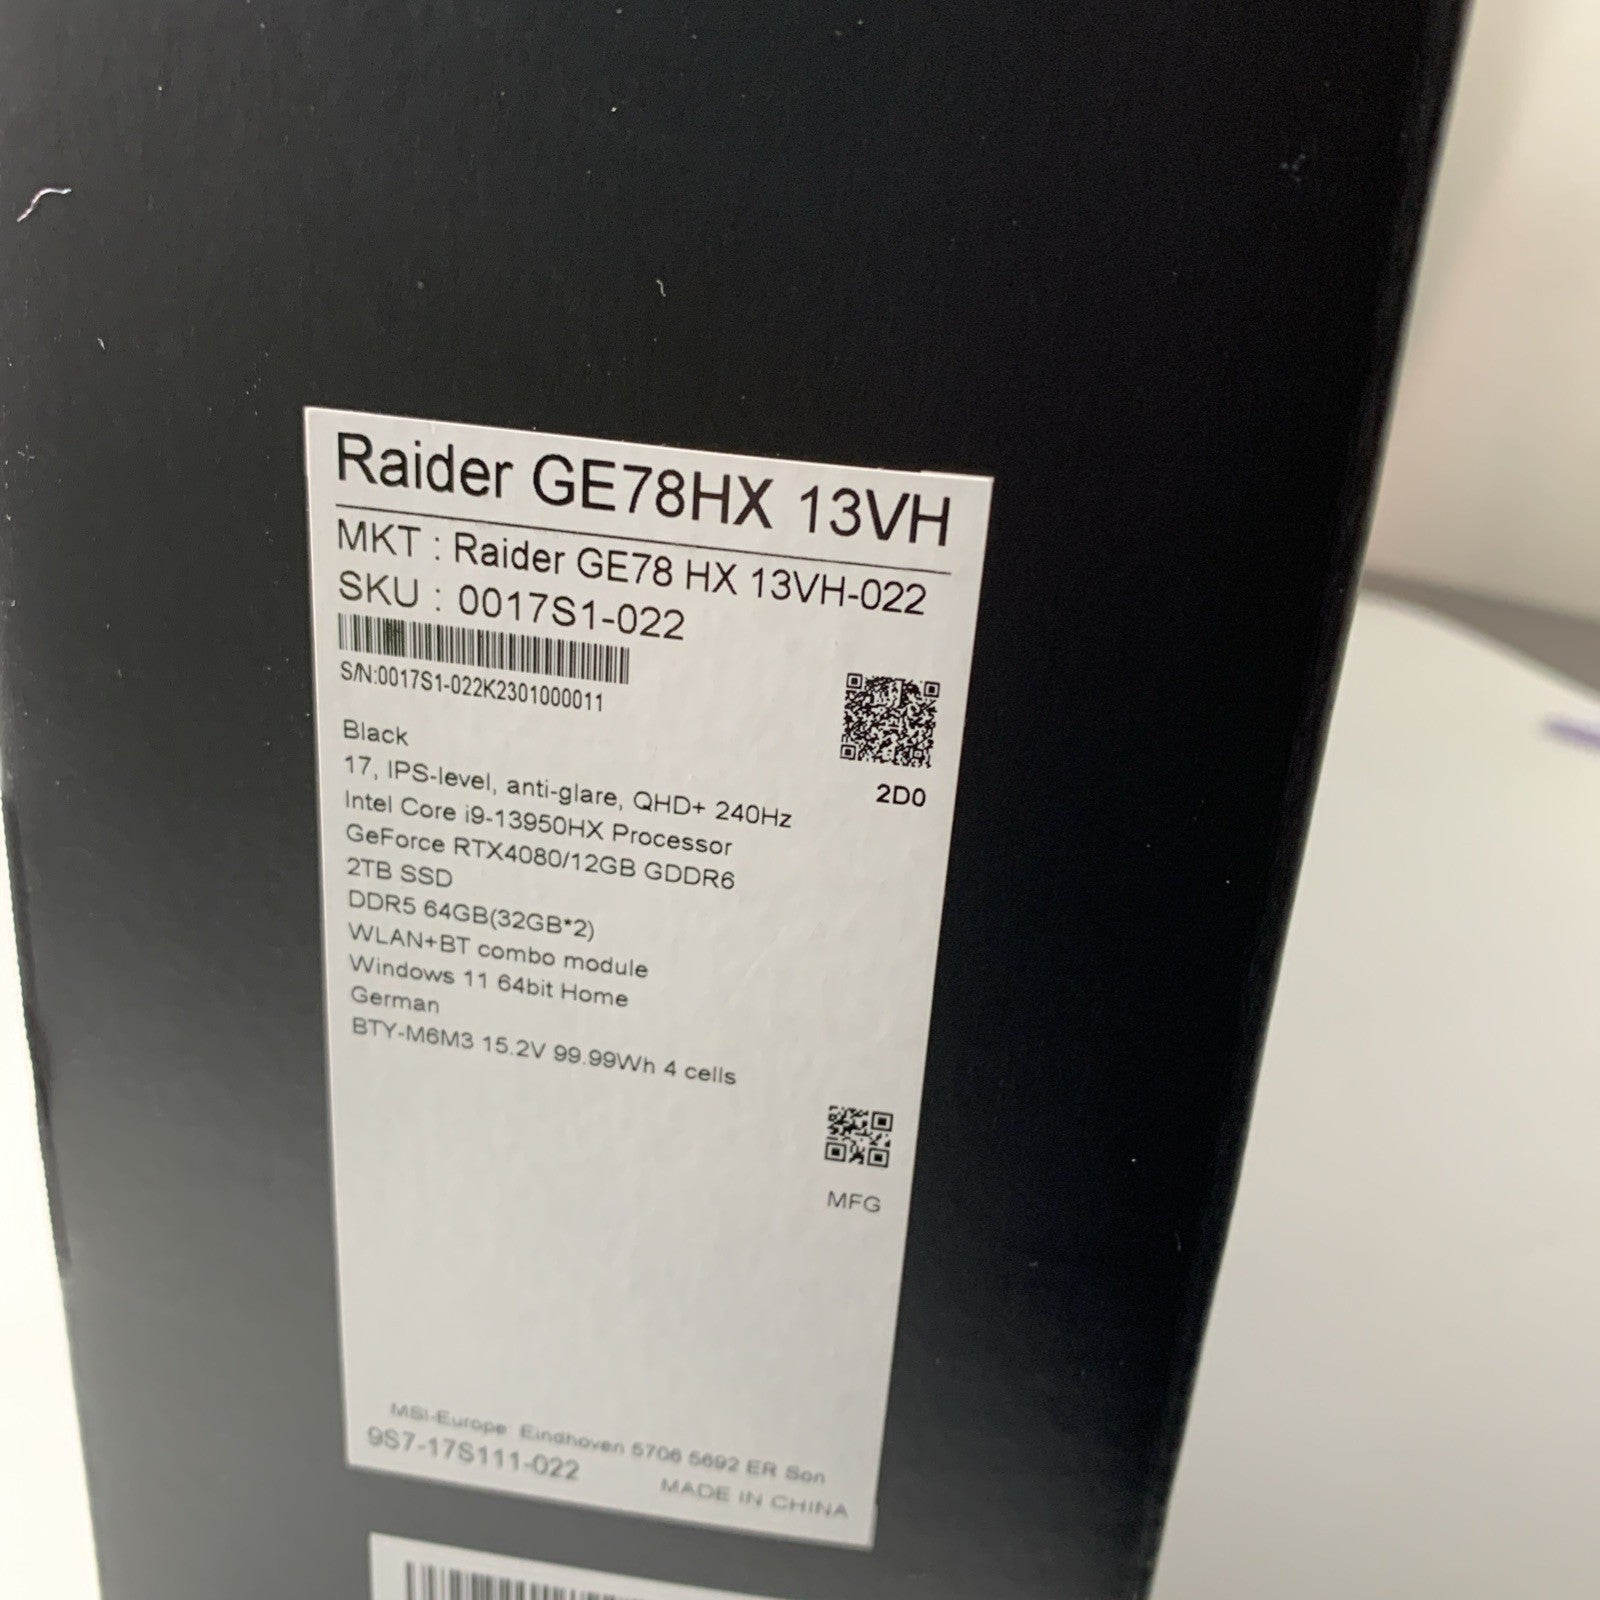 Raider GE78HX 13VH
MKT : Raider GE78 HX 13VH-022
SKU : 0017S1-022
S/N:0017S1-022K2301000011
2D0
Black
17, IPS-level, anti-glare, QHD+ 240Hz
Intel Core i9-13950HX Processor
GeForce RTX4080/12GB GDDR6
2TB SSD
DDR5 64GB(32GB*2)
WLAN+BT combo module
Windows 11 64bit Home
German
BTY-M6M3 15.2V 99.99Wh 4 cells
MFG
MSI-Europe: Eindhoven 5706 5692 ER Son
9S7-17S111-022
MADE IN CHINA